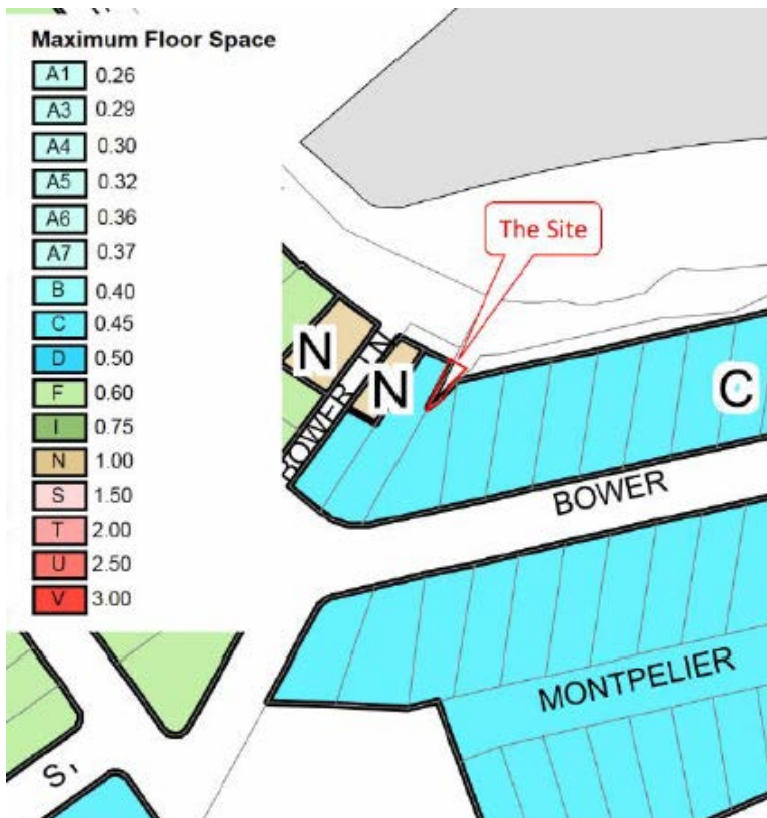 Maximum Floor Space
A1 0.26
A3 0.29
A4 0.30
A5 0.32
A6 0.36
A7 0.37
B 0.40
C 0.45
D 0.50
F 0.60
I 0.75
N 1.00
S 1.50
T 2.00
U 2.50
V 3.00
The Site
N
N
C
BOWER
BOWER
MONTPELIER